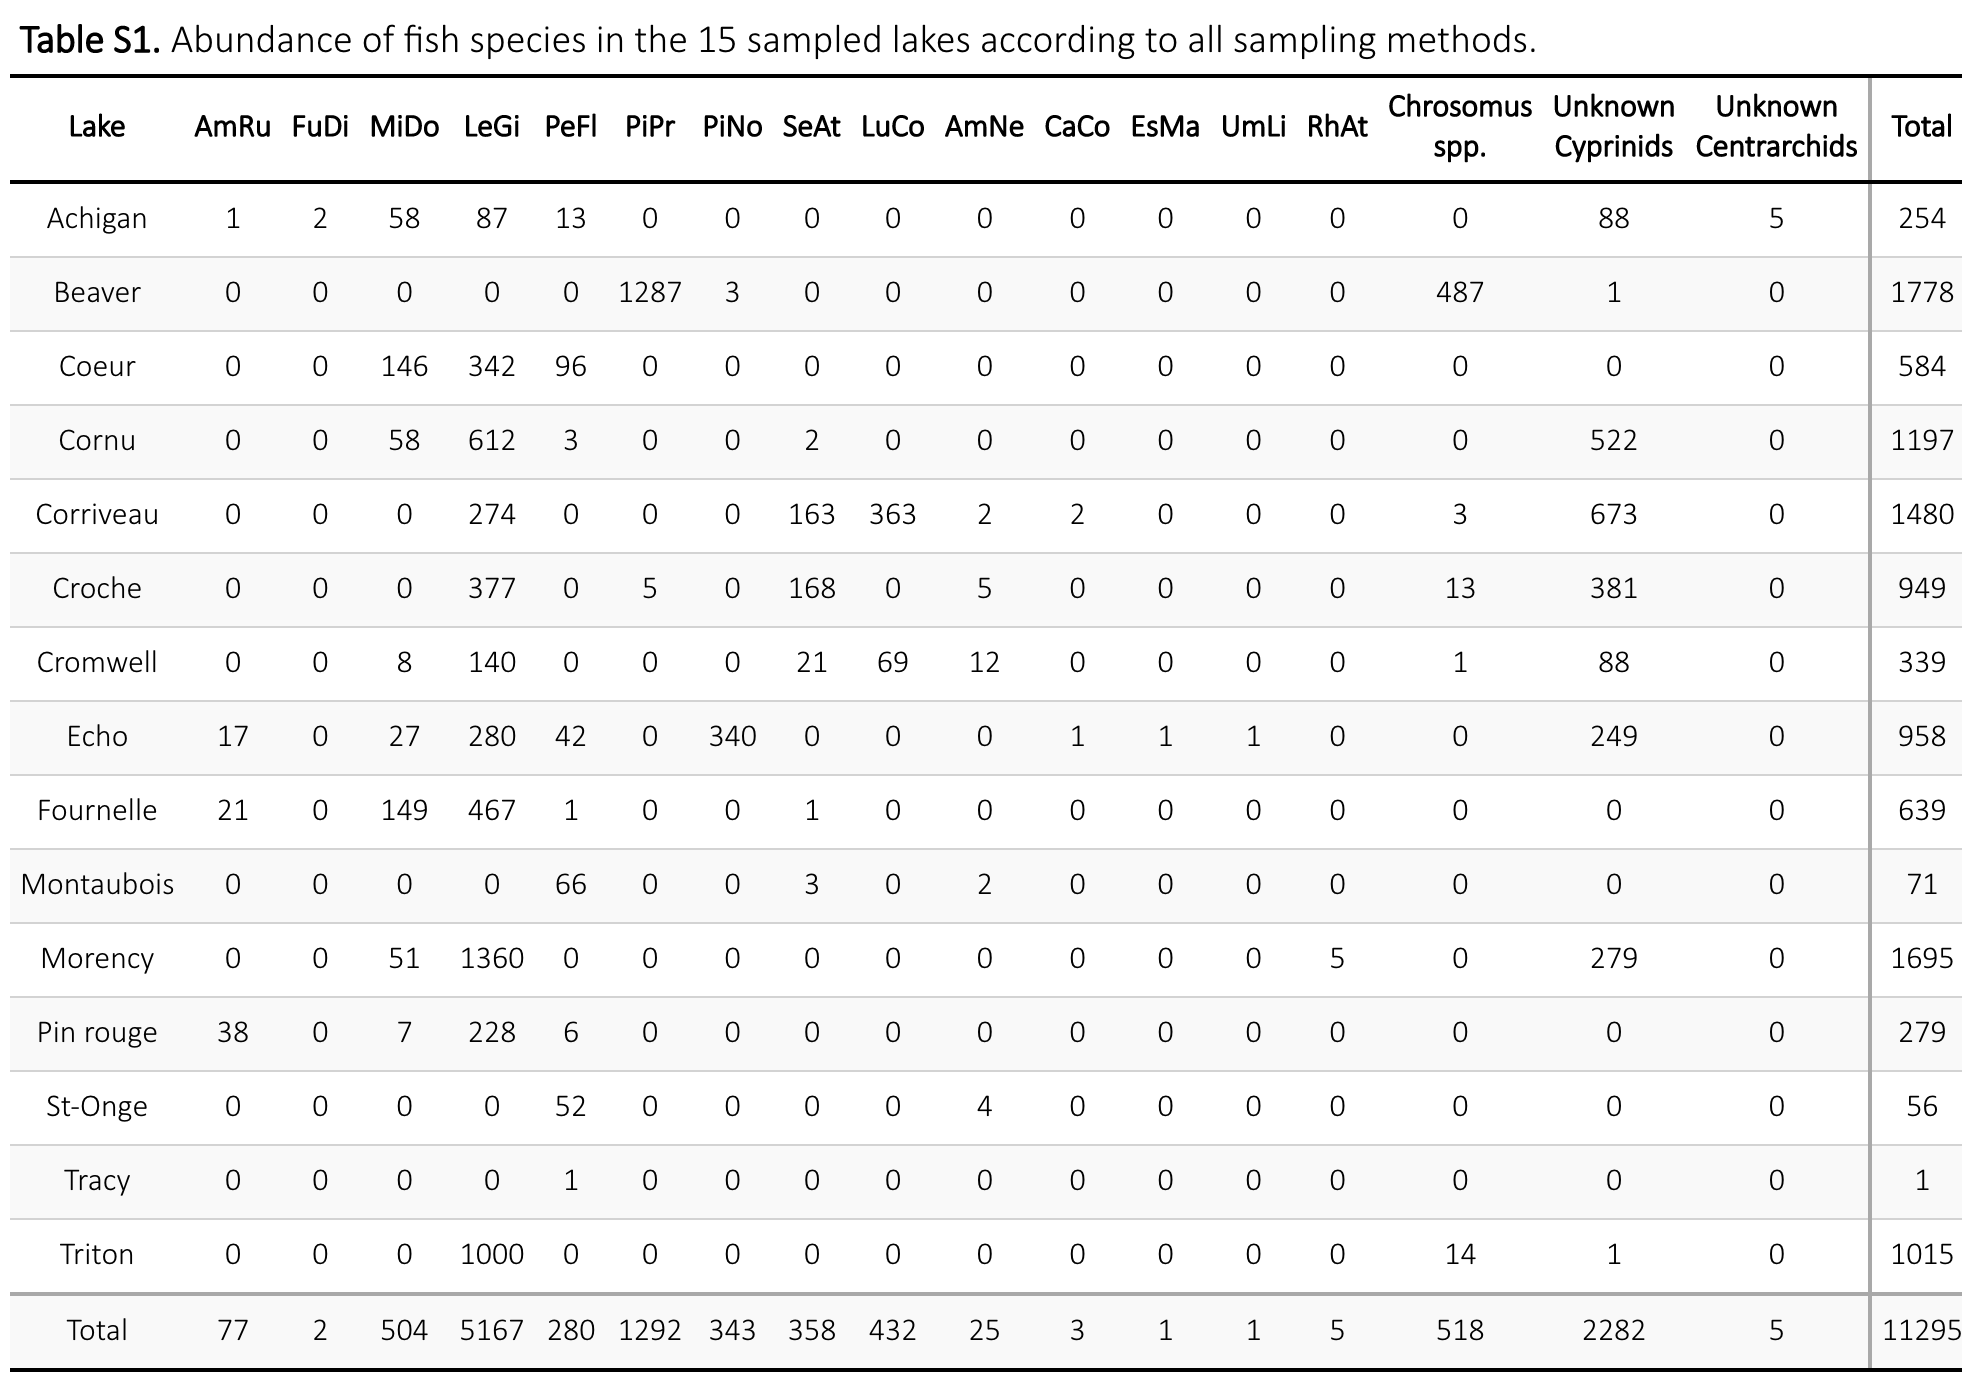 Table S1. Abundance of fish species in the 15 sampled lakes according to all sampling methods.
Lake AmRu FuDi MiDo LeGi PeFl PiPr PiNo SeAt LuCo AmNe CaCo EsMa UmLi RhAt Chrosomus spp. Unknown Cyprinids Unknown Centrarchids Total
Achigan 1 2 58 87 13 0 0 0 0 0 0 0 0 0 0 88 5 254
Beaver 0 0 0 0 0 1287 3 0 0 0 0 0 0 0 487 1 0 1778
Coeur 0 0 146 342 96 0 0 0 0 0 0 0 0 0 0 0 0 584
Cornu 0 0 58 612 3 0 0 2 0 0 0 0 0 0 0 522 0 1197
Corriveau 0 0 0 274 0 0 0 163 363 2 2 0 0 0 3 673 0 1480
Croche 0 0 0 377 0 5 0 168 0 5 0 0 0 0 13 381 0 949
Cromwell 0 0 8 140 0 0 0 21 69 12 0 0 0 0 1 88 0 339
Echo 17 0 27 280 42 0 340 0 0 0 1 1 1 0 0 249 0 958
Fournelle 21 0 149 467 1 0 0 1 0 0 0 0 0 0 0 0 0 639
Montaubois 0 0 0 0 66 0 0 3 0 2 0 0 0 0 0 0 0 71
Morency 0 0 51 1360 0 0 0 0 0 0 0 0 0 5 0 279 0 1695
Pin rouge 38 0 7 228 6 0 0 0 0 0 0 0 0 0 0 0 0 279
St-Onge 0 0 0 0 52 0 0 0 0 4 0 0 0 0 0 0 0 56
Tracy 0 0 0 0 1 0 0 0 0 0 0 0 0 0 0 0 0 1
Triton 0 0 0 1000 0 0 0 0 0 0 0 0 0 0 14 1 0 1015
Total 77 2 504 5167 280 1292 343 358 432 25 3 1 1 5 518 2282 5 11295